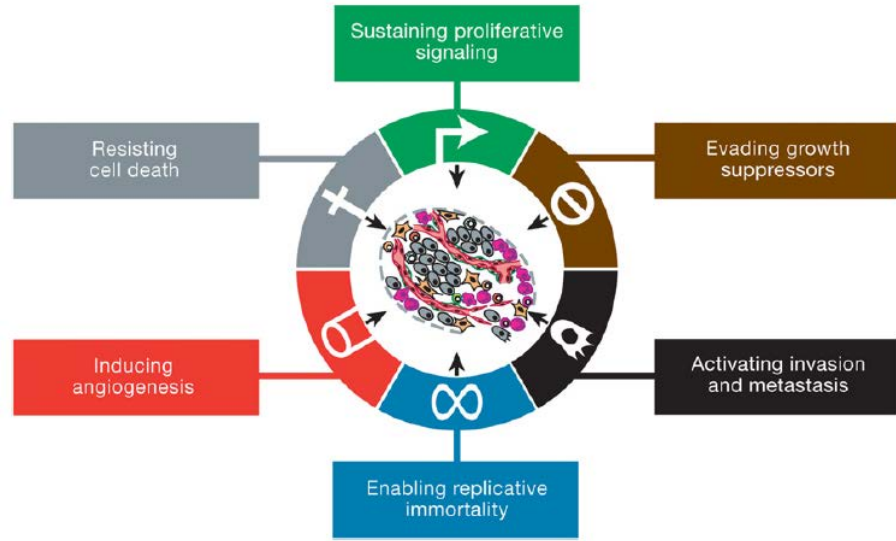 Sustaining proliferative
signaling
Resisting
cell death
Evading growth
suppressors
Inducing
angiogenesis
Activating invasion
and metastasis
Enabling replicative
immortality